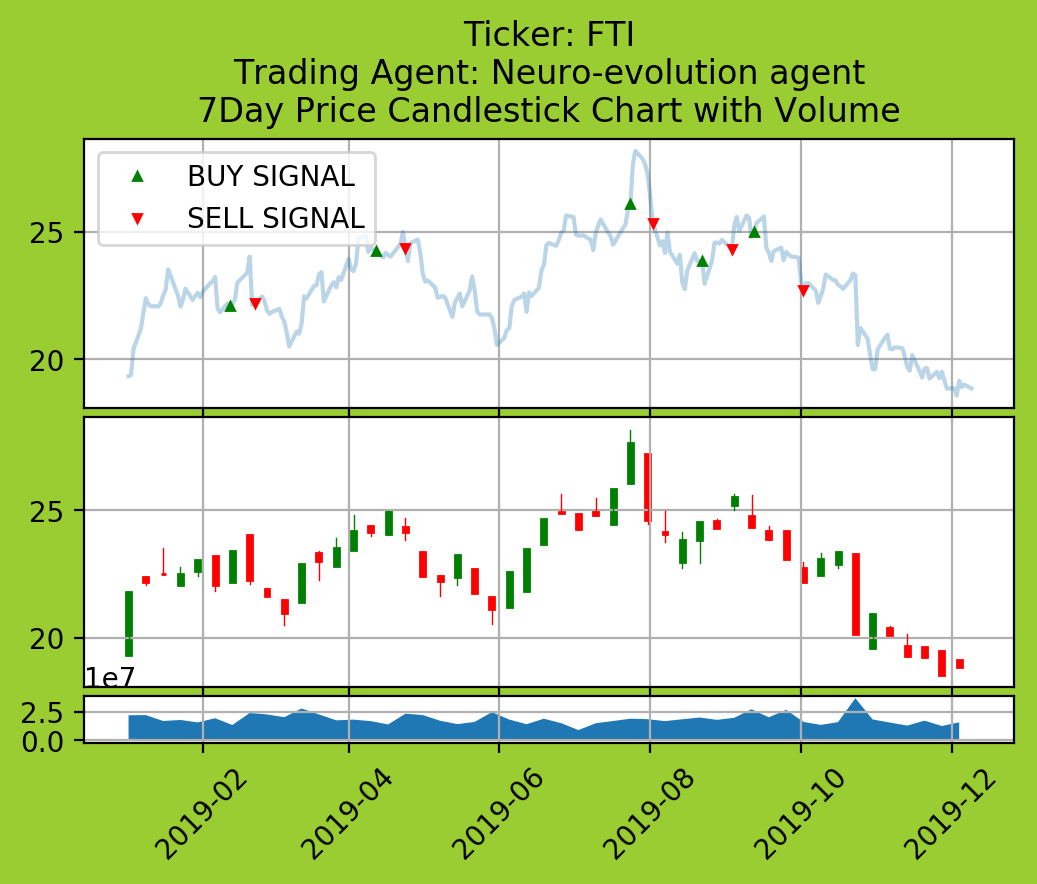 Ticker: FTI
Trading Agent: Neuro-evolution agent
7Day Price Candlestick Chart with Volume
BUY SIGNAL
SELL SIGNAL
25
20
25
20
1e7
2.5
0.0
2019-02
2019-04
2019-06
2019-08
2019-10
2019-12